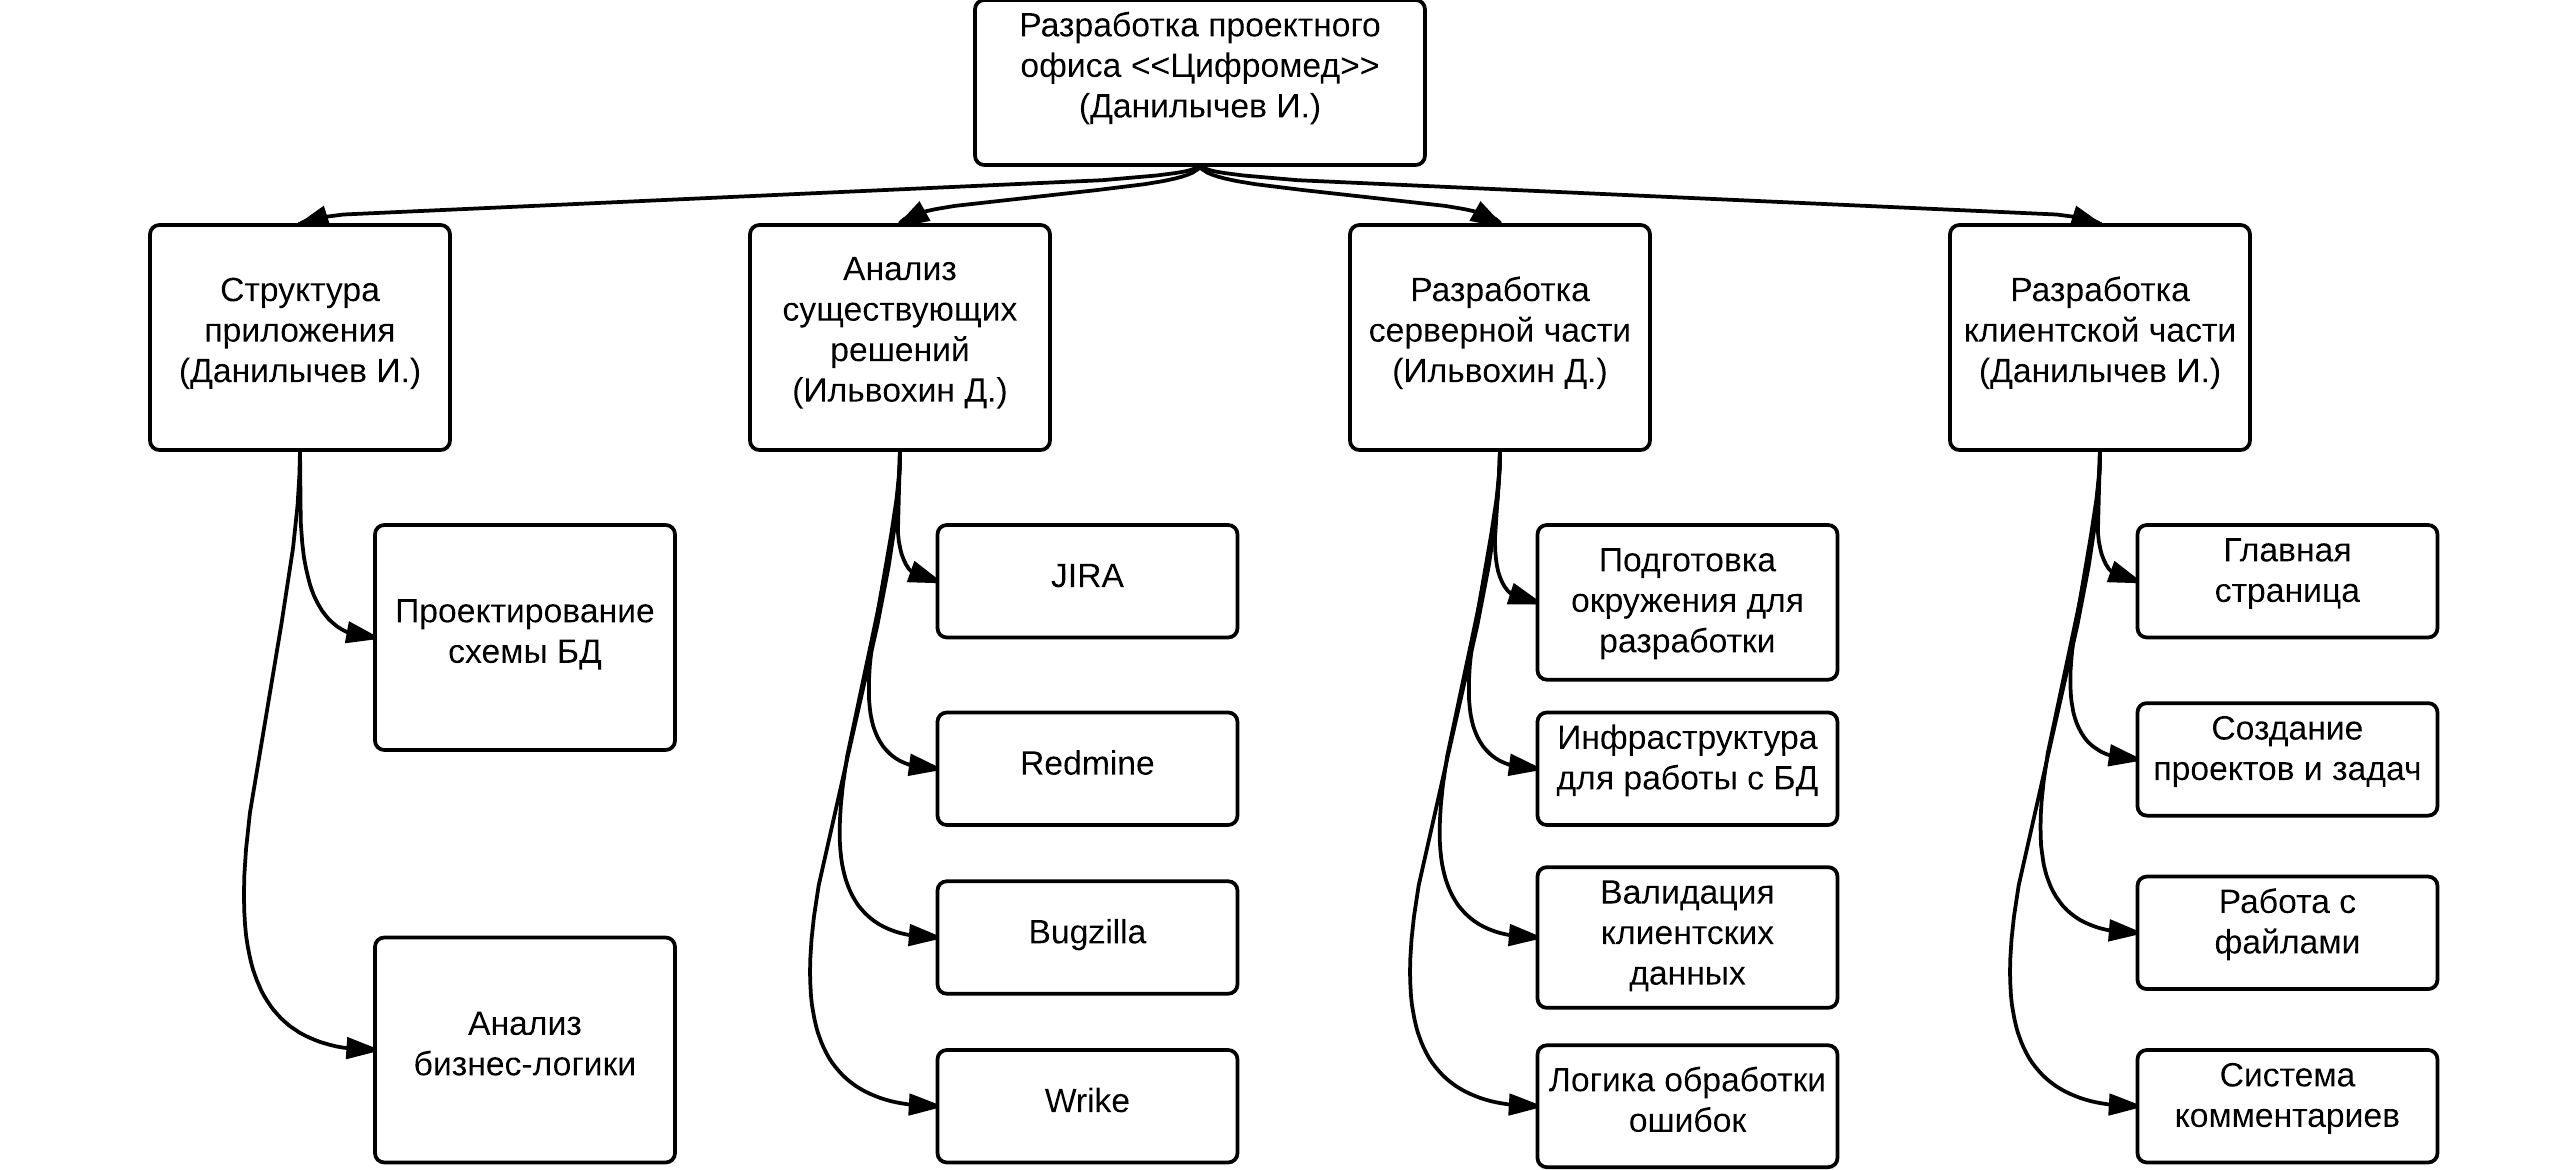 Разработка проектного
офиса <<Цифромед>>
(Данилычев И.)
Структура
приложения
(Данилычев И.)
Анализ
существующих
решений
(Ильвохин Д.)
Разработка
серверной части
(Ильвохин Д.)
Разработка
клиентской части
(Данилычев И.)
Проектирование
схемы БД
Анализ
бизнес-логики
JIRA
Redmine
Bugzilla
Wrike
Подготовка
окружения для
разработки
Инфраструктура
для работы с БД
Валидация
клиентских
данных
Логика обработки
ошибок
Главная
страница
Создание
проектов и задач
Работа с
файлами
Система
комментариев